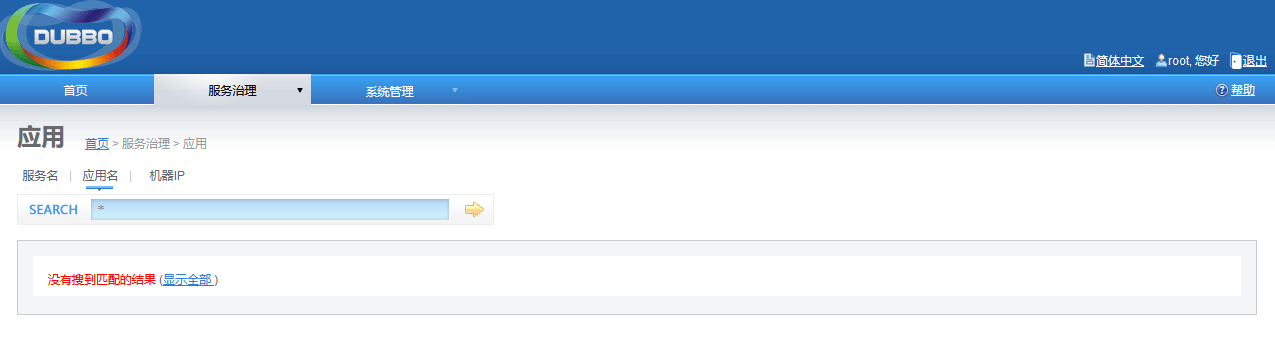 DUBBO
简体中文 root, 您好 退出
首页 服务治理 系统管理 帮助
应用 首页 > 服务治理 > 应用
服务名 | 应用名 | 机器IP
SEARCH *
没有搜到匹配的结果 (显示全部 )